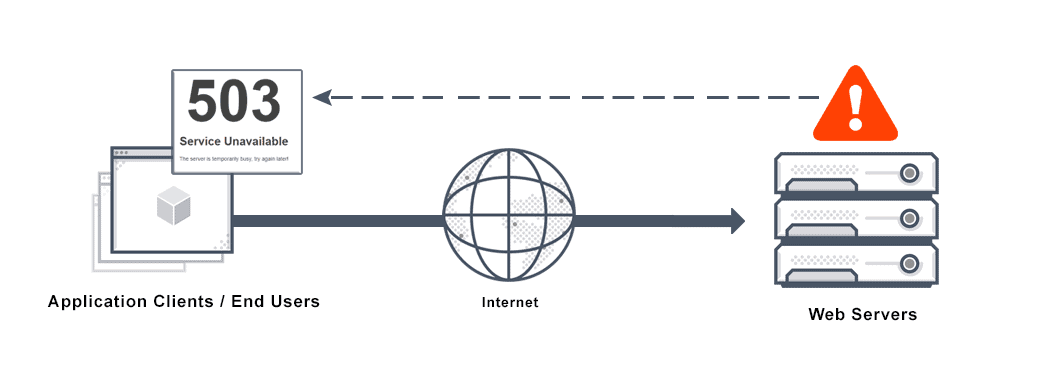 503
Service Unavailable
The server is temporarily busy, try again later!
Application Clients / End Users
Internet
Web Servers